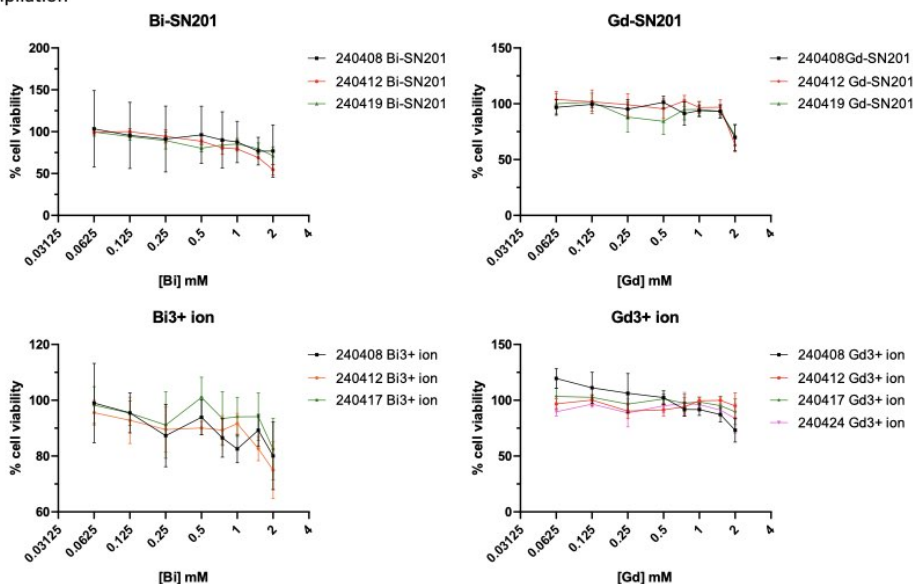 Bi-SN201
200
150
100
50
0
% cell viability
0.03125
0.0625
0.125
0.25
0.5
1
2
4
[Bi] mM
240408 Bi-SN201
240412 Bi-SN201
240419 Bi-SN201
Gd-SN201
150
100
50
0
% cell viability
0.03125
0.0625
0.125
0.25
0.5
1
2
4
[Gd] mM
240408Gd-SN201
240412 Gd-SN201
240419 Gd-SN201
Bi3+ ion
120
100
80
60
% cell viability
0.03125
0.0625
0.125
0.25
0.5
1
2
4
[Bi] mM
240408 Bi3+ ion
240412 Bi3+ ion
240417 Bi3+ ion
Gd3+ ion
150
100
50
0
% cell viability
0.03125
0.0625
0.125
0.25
0.5
1
2
4
[Gd] mM
240408 Gd3+ ion
240412 Gd3+ ion
240417 Gd3+ ion
240424 Gd3+ ion